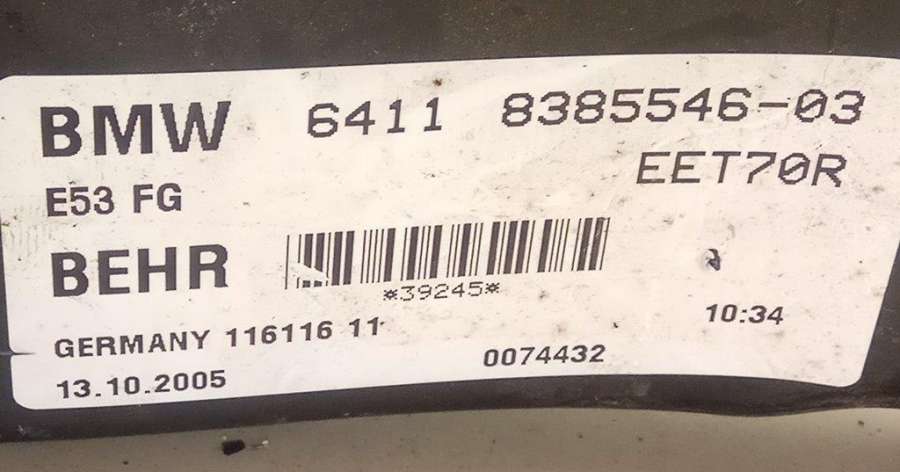 BMW 6411 8385546-03
EET70R
E53 FG
BEHR
*39245*
10:34
GERMANY 116116 11
0074432
13.10.2005